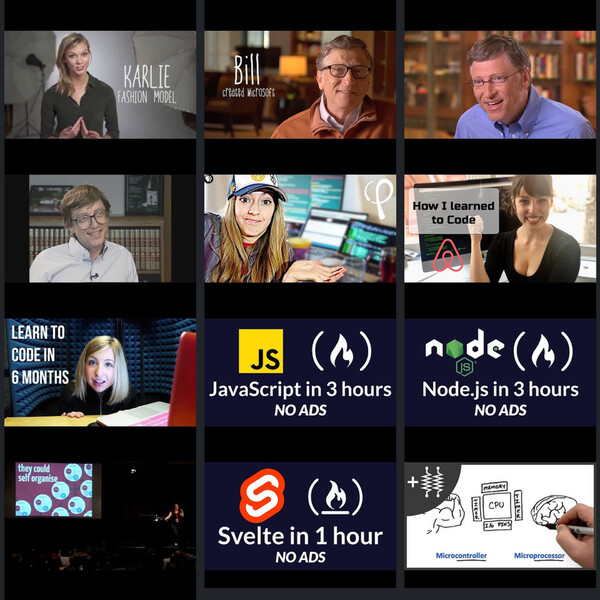 KARLIE
FASHION MODEL
Bill
created Microsoft
How I learned
to Code
LEARN TO
CODE IN
6 MONTHS
JS
JavaScript in 3 hours
NO ADS
node
JS
Node.js in 3 hours
NO ADS
they could
self organise
Svelte in 1 hour
NO ADS
+
MEMORY
CPU
I/O PINS
Microcontroller
Microprocessor